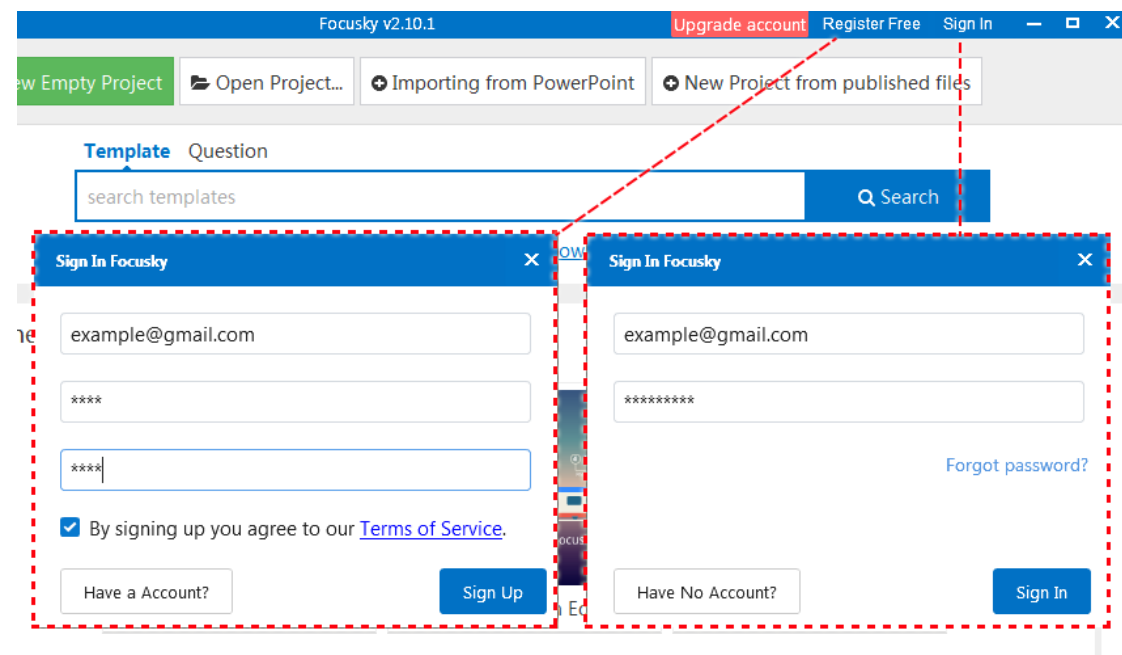 Focusky v2.10.1 Upgrade account Register Free Sign In
ew Empty Project Open Project... Importing from PowerPoint New Project from published files
Template Question
search templates Search
ow
Sign In Focusky
example@gmail.com
****
****
By signing up you agree to our Terms of Service.
Have a Account? Sign Up
Sign In Focusky
example@gmail.com
*********
Forgot password?
Have No Account? Sign In